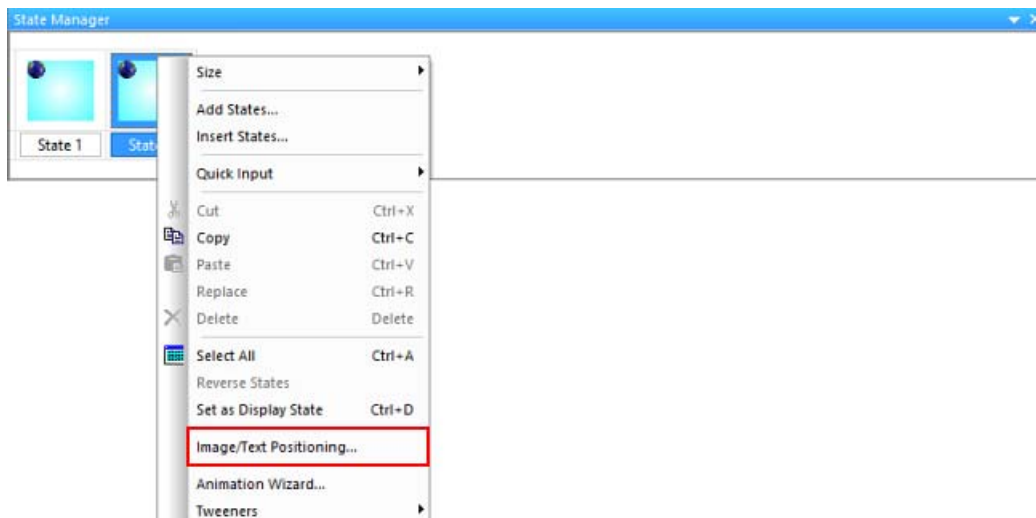 State Manager
State 1
Stat
Size
Add States...
Insert States...
Quick Input
Cut Ctrl+X
Copy Ctrl+C
Paste Ctrl+V
Replace Ctrl+R
Delete Delete
Select All Ctrl+A
Reverse States
Set as Display State Ctrl+D
Image/Text Positioning...
Animation Wizard...
Tweeners